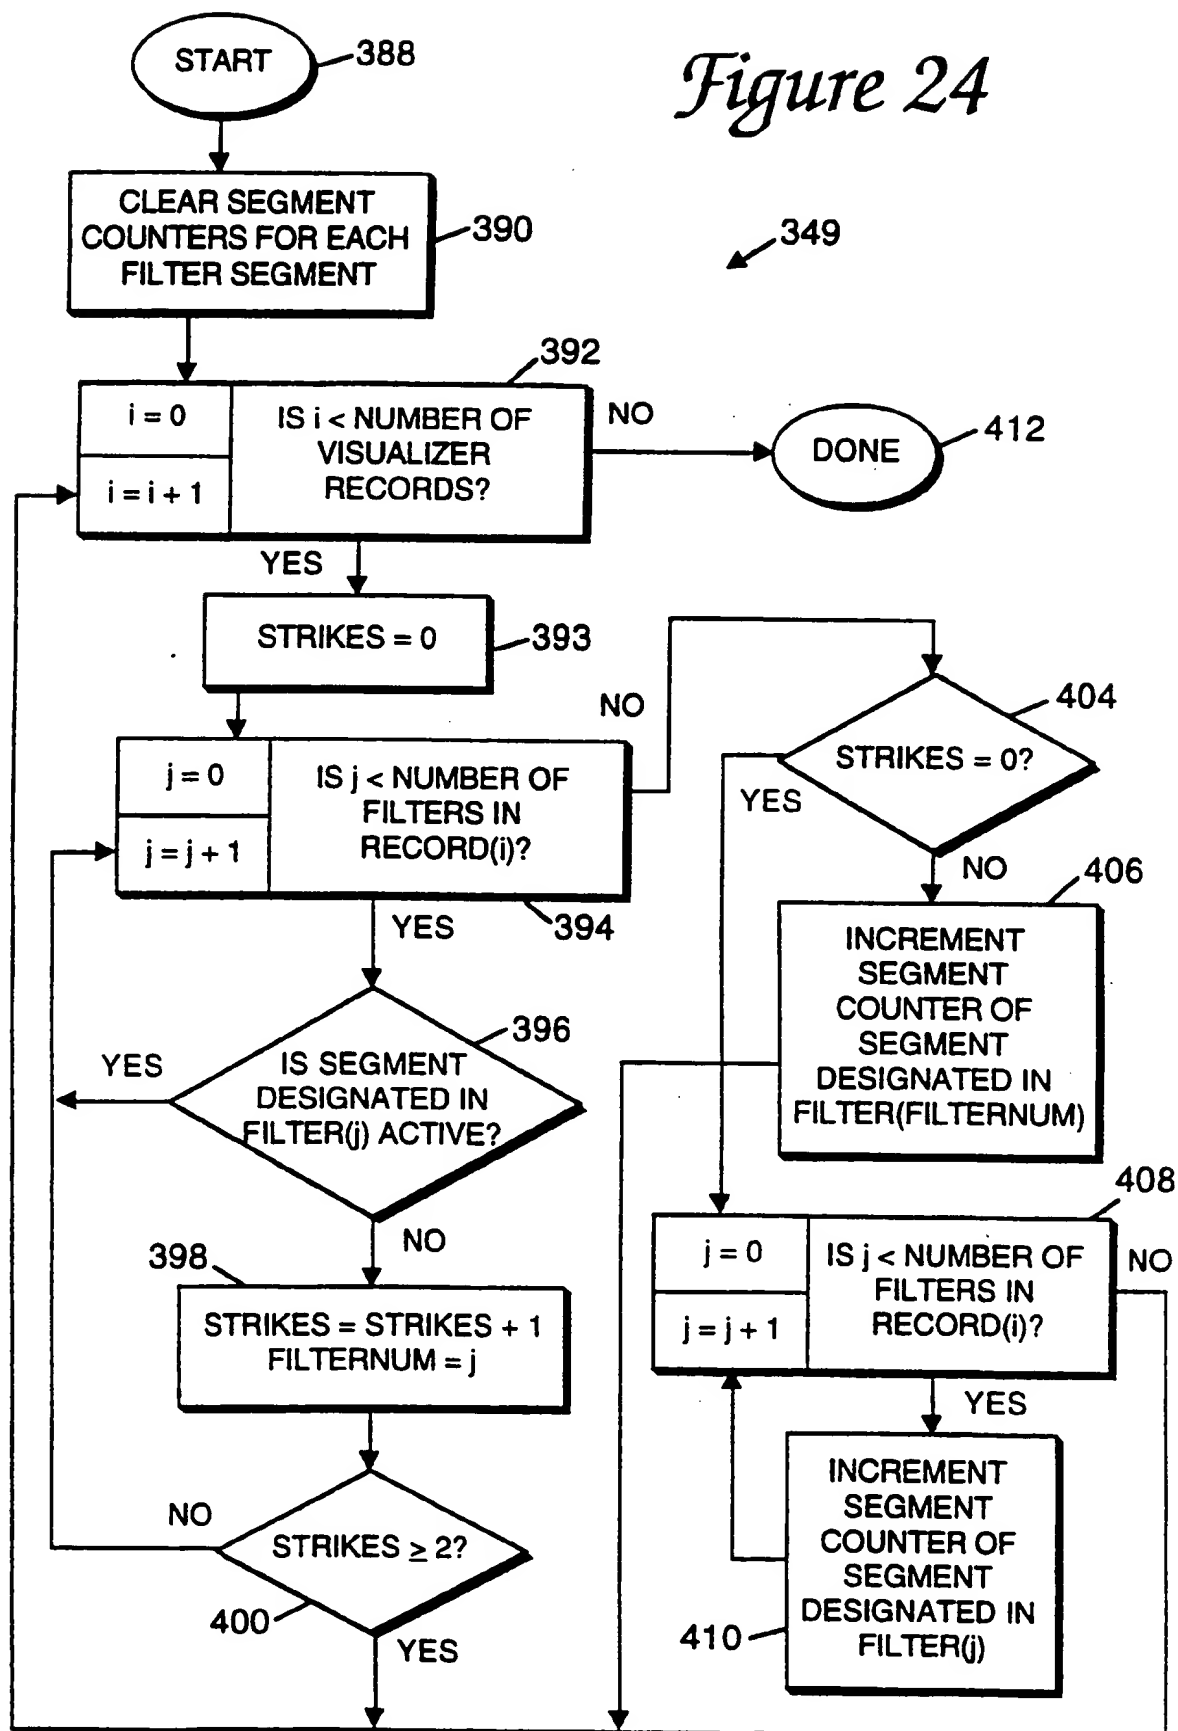 Figure 24
START
388
CLEAR SEGMENT
COUNTERS FOR EACH
FILTER SEGMENT
390
349
392
i = 0
i = i + 1
IS i < NUMBER OF
VISUALIZER
RECORDS?
NO
DONE
412
YES
STRIKES = 0
393
NO
j = 0
j = j + 1
IS j < NUMBER OF
FILTERS IN
RECORD(i)?
394
YES
404
STRIKES = 0?
YES
NO
406
INCREMENT
SEGMENT
COUNTER OF
SEGMENT
DESIGNATED IN
FILTER(FILTERNUM)
396
IS SEGMENT
DESIGNATED IN
FILTER(j) ACTIVE?
YES
NO
398
STRIKES = STRIKES + 1
FILTERNUM = j
408
j = 0
j = j + 1
IS j < NUMBER OF
FILTERS IN
RECORD(i)?
NO
YES
NO
STRIKES ≥ 2?
400
YES
INCREMENT
SEGMENT
COUNTER OF
SEGMENT
DESIGNATED IN
FILTER(j)
410